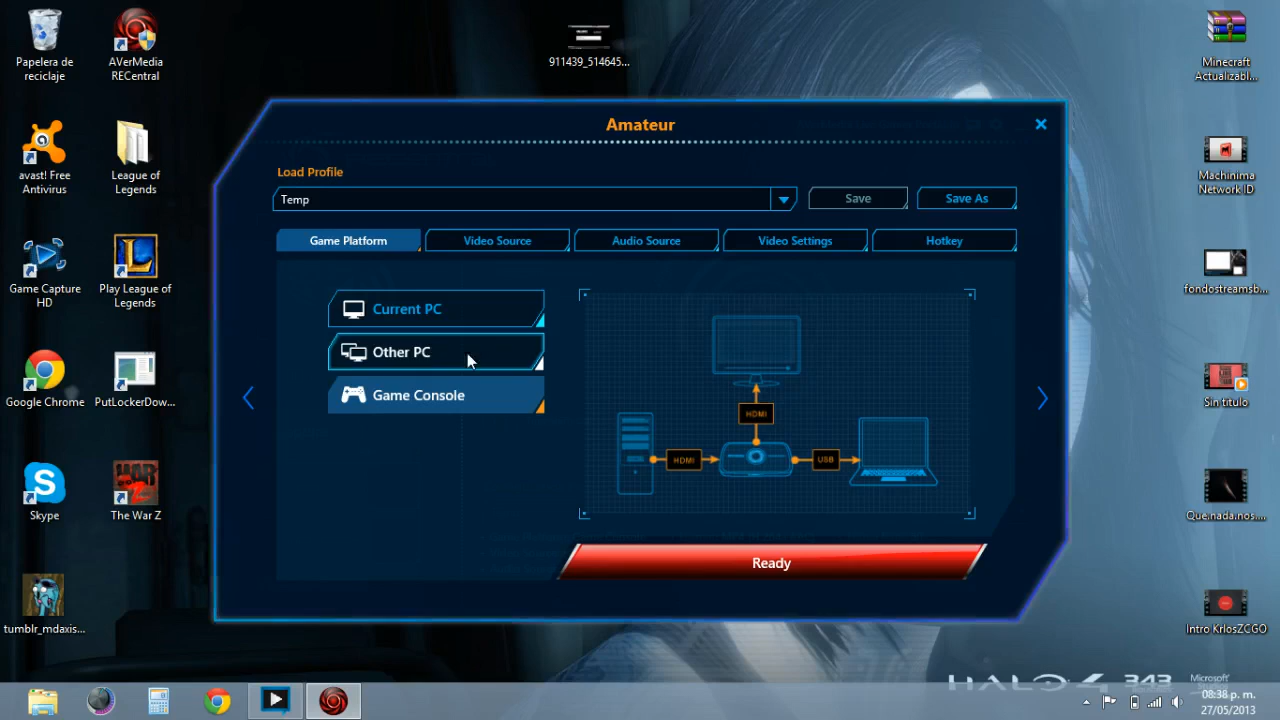 Papelera de
reciclaje
AVerMedia
RECentral
911439_514645...
Minecraft
Actualizabl...
avast! Free
Antivirus
League of
Legends
Machinima
Network ID
Game Capture
HD
Play League of
Legends
fondostreamsb...
Google Chrome
PutLockerDow...
Sin titulo
Skype
The War Z
Que.nada.nos....
tumblr_mdaxis...
Intro KrlosZCGO
Amateur
Load Profile
Temp
Save
Save As
Game Platform
Video Source
Audio Source
Video Settings
Hotkey
Current PC
Other PC
Game Console
HDMI
HDMI
USB
Ready
HALO 4
343
Microsoft
08:38 p.m.
27/05/2013